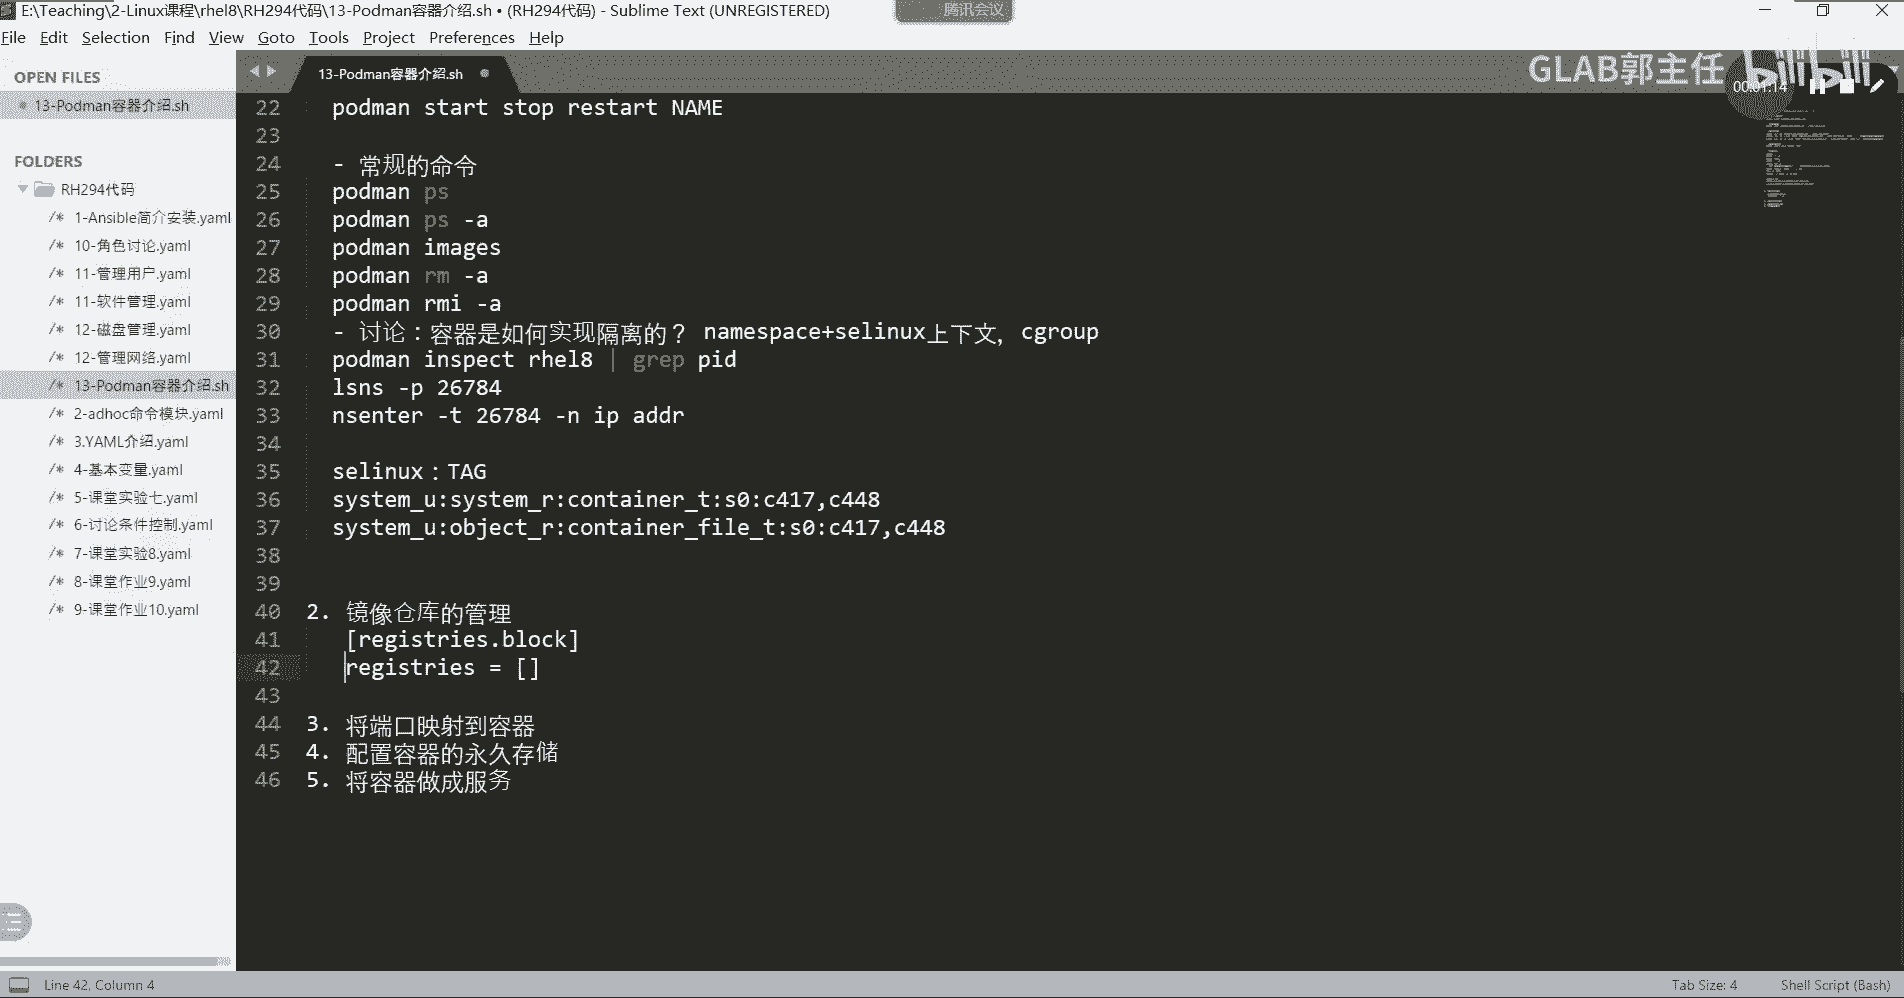 E:\Teaching\2-Linux课程\rhel8\RH294代码\13-Podman容器介绍.sh • (RH294代码) - Sublime Text (UNREGISTERED)
腾讯会议
File Edit Selection Find View Goto Tools Project Preferences Help
OPEN FILES
13-Podman容器介绍.sh
FOLDERS
RH294代码
/* 1-Ansible简介安装.yaml
/* 10-角色讨论.yaml
/* 11-管理用户.yaml
/* 11-软件管理.yaml
/* 12-磁盘管理.yaml
/* 12-管理网络.yaml
/* 13-Podman容器介绍.sh
/* 2-adhoc命令模块.yaml
/* 3.YAML介绍.yaml
/* 4-基本变量.yaml
/* 5-课堂实验七.yaml
/* 6-讨论条件控制.yaml
/* 7-课堂实验8.yaml
/* 8-课堂作业9.yaml
/* 9-课堂作业10.yaml
13-Podman容器介绍.sh
GLAB郭主任 bilibili
00:01:14
22 podman start stop restart NAME
23
24 - 常规的命令
25 podman ps
26 podman ps -a
27 podman images
28 podman rm -a
29 podman rmi -a
30 - 讨论：容器是如何实现隔离的？ namespace+selinux上下文，cgroup
31 podman inspect rhel8 | grep pid
32 lsns -p 26784
33 nsenter -t 26784 -n ip addr
34
35 selinux：TAG
36 system_u:system_r:container_t:s0:c417,c448
37 system_u:object_r:container_file_t:s0:c417,c448
38
39
40 2. 镜像仓库的管理
41 [registries.block]
42 registries = []
43
44 3. 将端口映射到容器
45 4. 配置容器的永久存储
46 5. 将容器做成服务
Line 42, Column 4
Tab Size: 4
Shell Script (Bash)